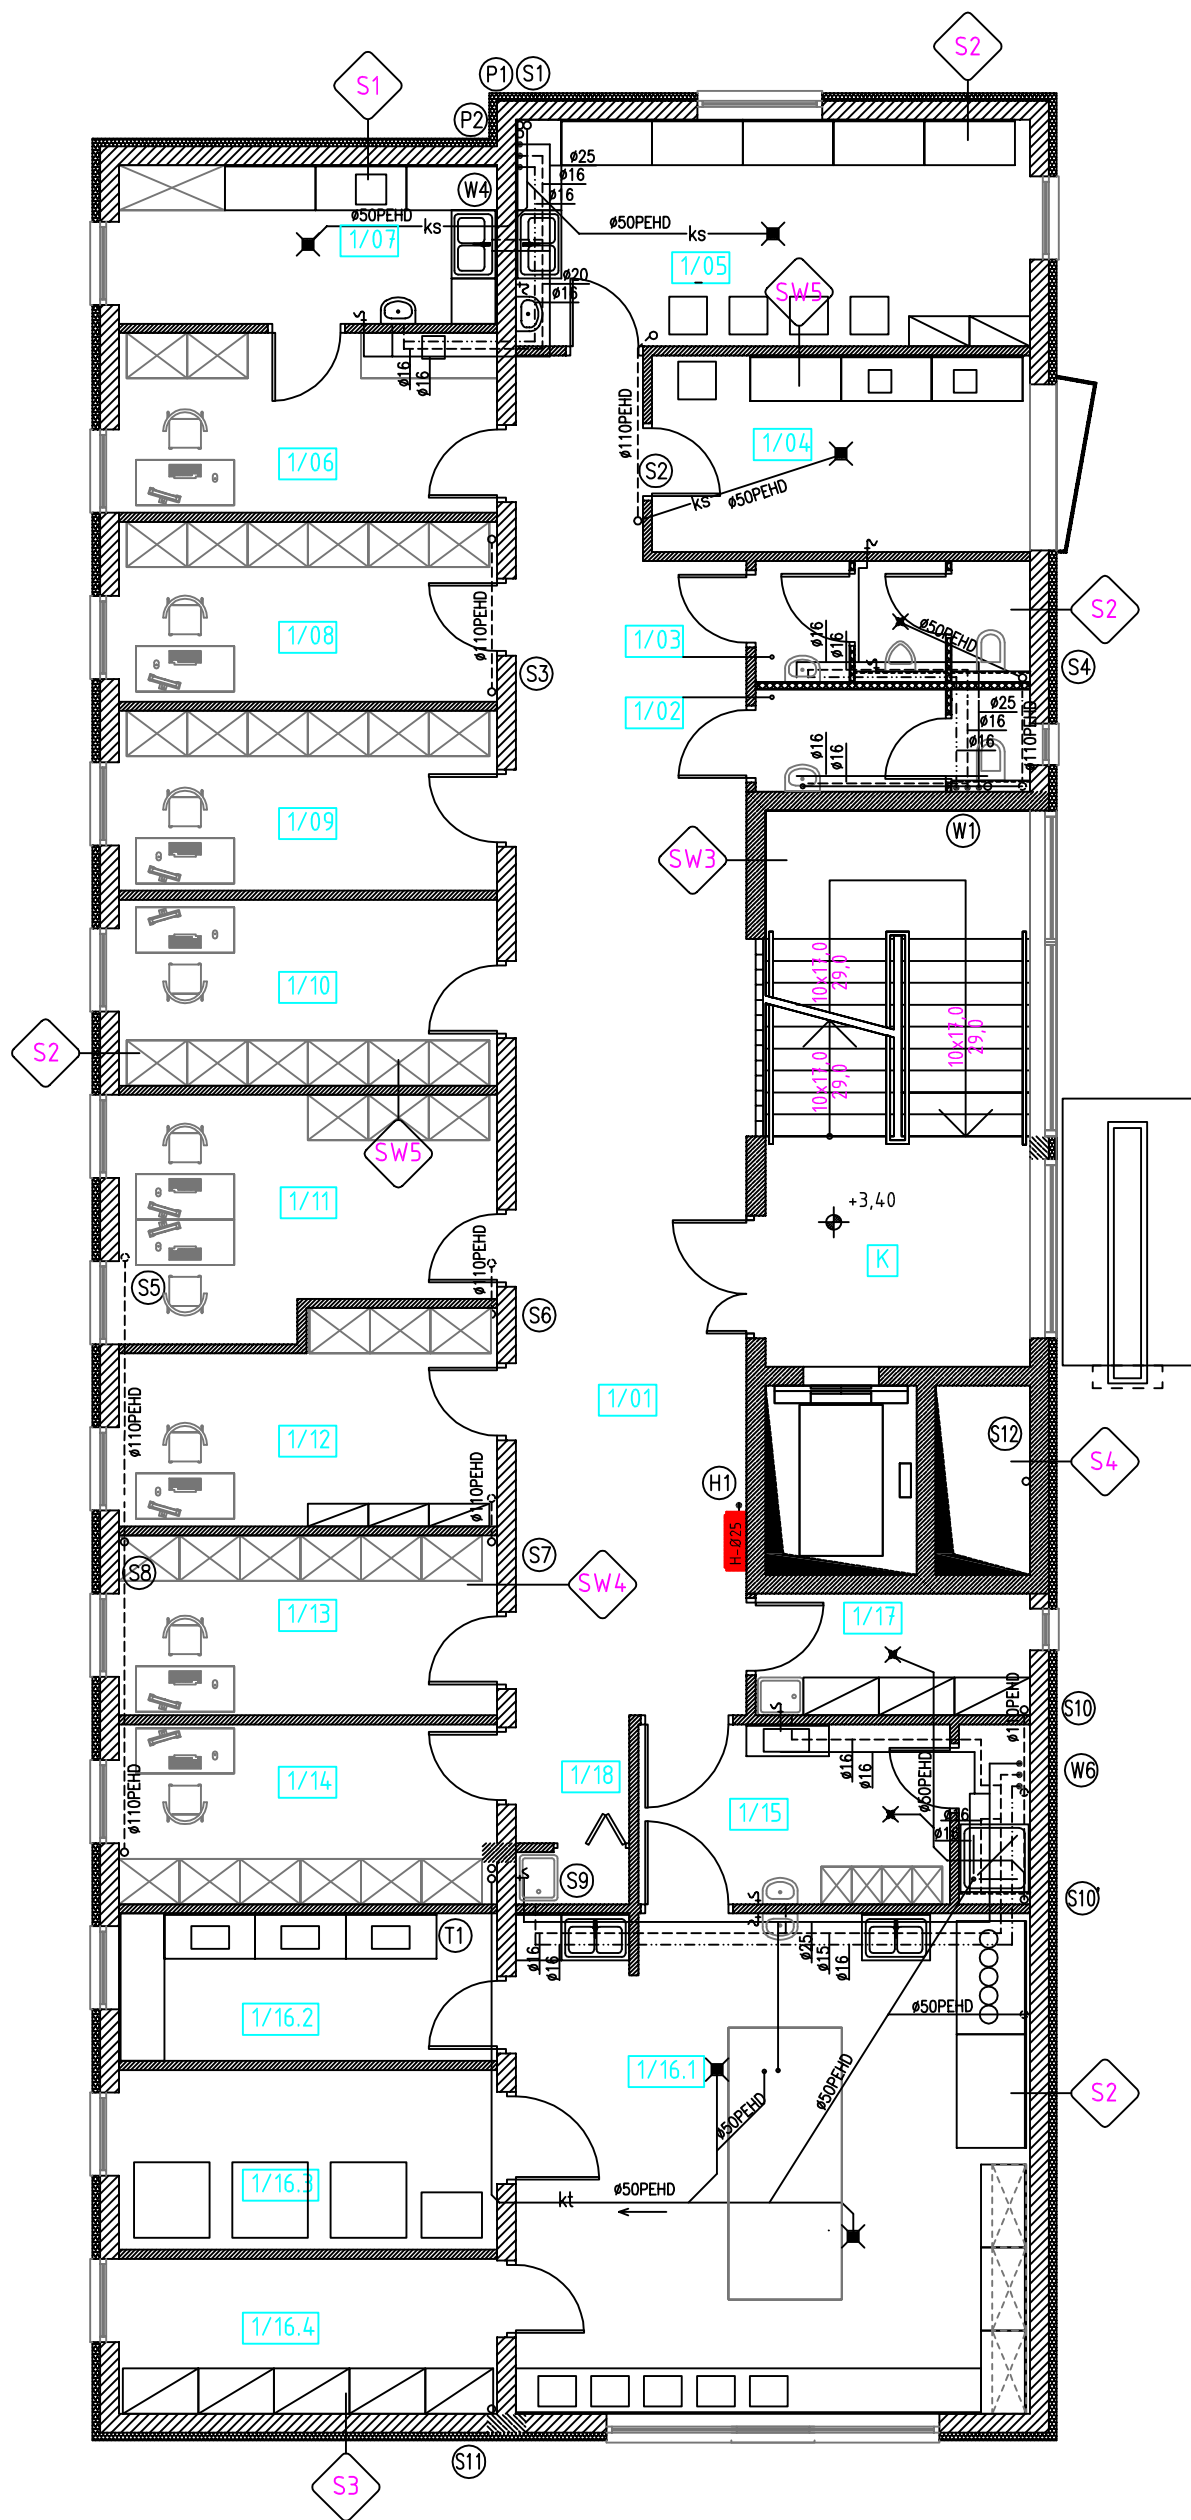 S2
P1 S1
S1
P2
ø25
ø16
ø16
W4
ø50PEHD
ks
1/07
ø50PEHD
ks
1/05
ø20
ø16
SW5
ø16
ø16
ø110PEHD
1/06
1/04
S2
ks
ø50PEHD
1/08
ø110PEHD
S3
1/03
ø16
ø16
ø50PEHD
S2
S4
1/02
ø25
ø16
ø16
ø110PEHD
ø16
ø16
1/09
W1
SW3
1/10
10x17,0
29,0
10x17,0
29,0
10x17,0
29,0
S2
SW5
1/11
+3,40
K
ø110PEHD
S5
S6
1/01
ø110PEHD
1/12
S12
S4
H1
ø110PEHD
H-Ø25
S7
S8
SW4
1/13
1/17
ø110PEHD
S10
1/14
1/18
ø16
ø16
W6
ø50PEHD
ø110PEHD
1/15
ø16
ø16
S9
S10'
T1
ø16
ø16
ø25
ø15
ø16
ø50PEHD
1/16.2
1/16.1
ø50PEHD
S2
ø50PEHD
1/16.3
kt
ø50PEHD
1/16.4
S11
S3